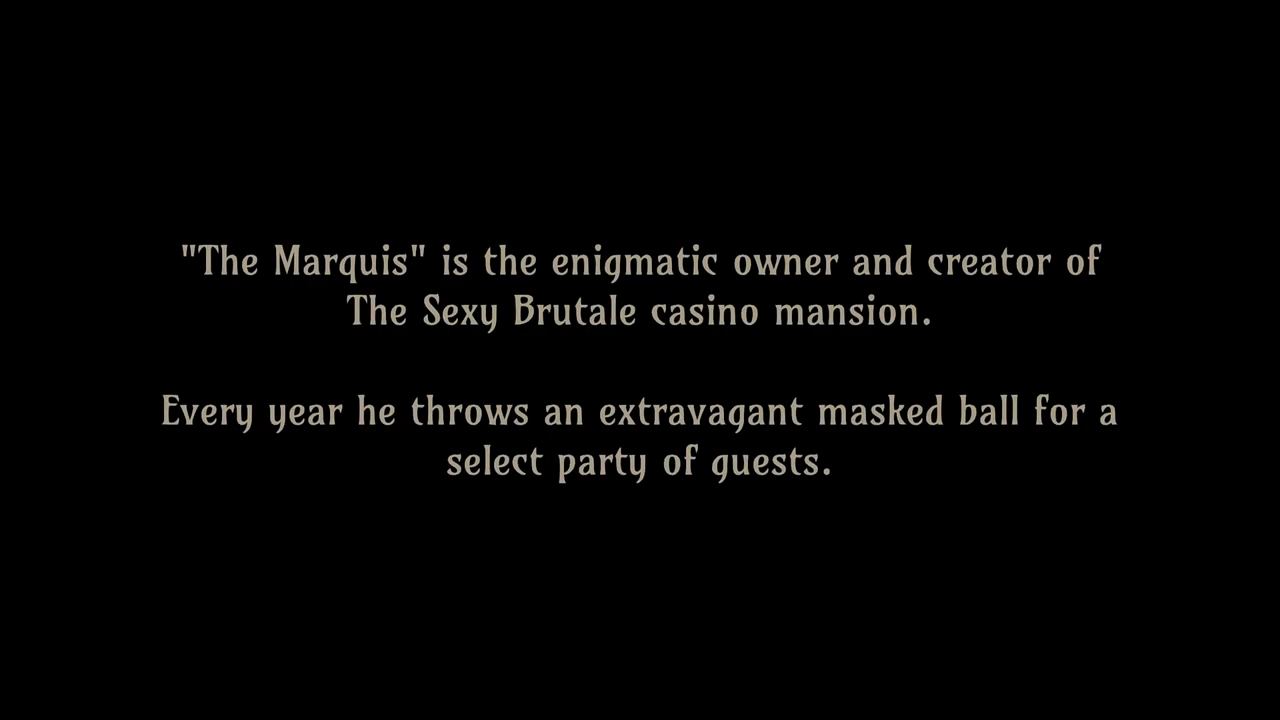 "The Marquis" is the enigmatic owner and creator of
The Sexy Brutale casino mansion.
Every year he throws an extravagant masked ball for a
select party of guests.